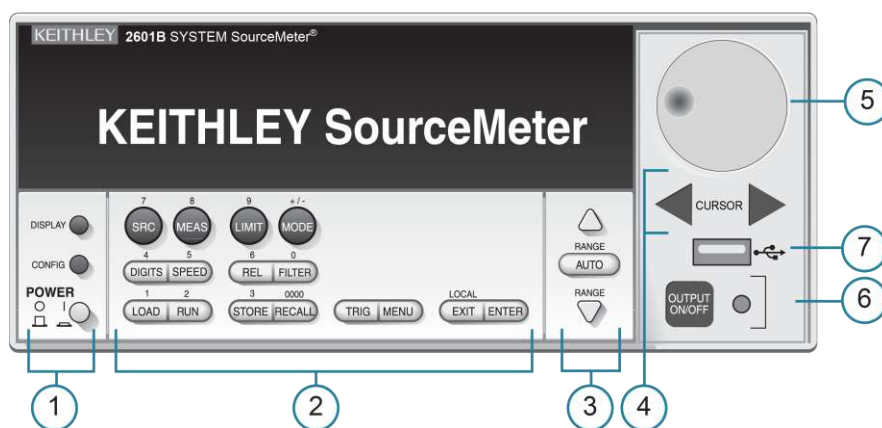 KEITHLEY 2601B SYSTEM SourceMeter®
KEITHLEY SourceMeter
5
7 8 9 +/-
DISPLAY SRC MEAS LIMIT MODE
CURSOR
RANGE
4 5 6 0
CONFIG DIGITS SPEED REL FILTER AUTO
7
POWER
1 2 3 0000 LOCAL RANGE
LOAD RUN STORE RECALL TRIG MENU EXIT ENTER
OUTPUT
ON/OFF
6
1 2 3 4